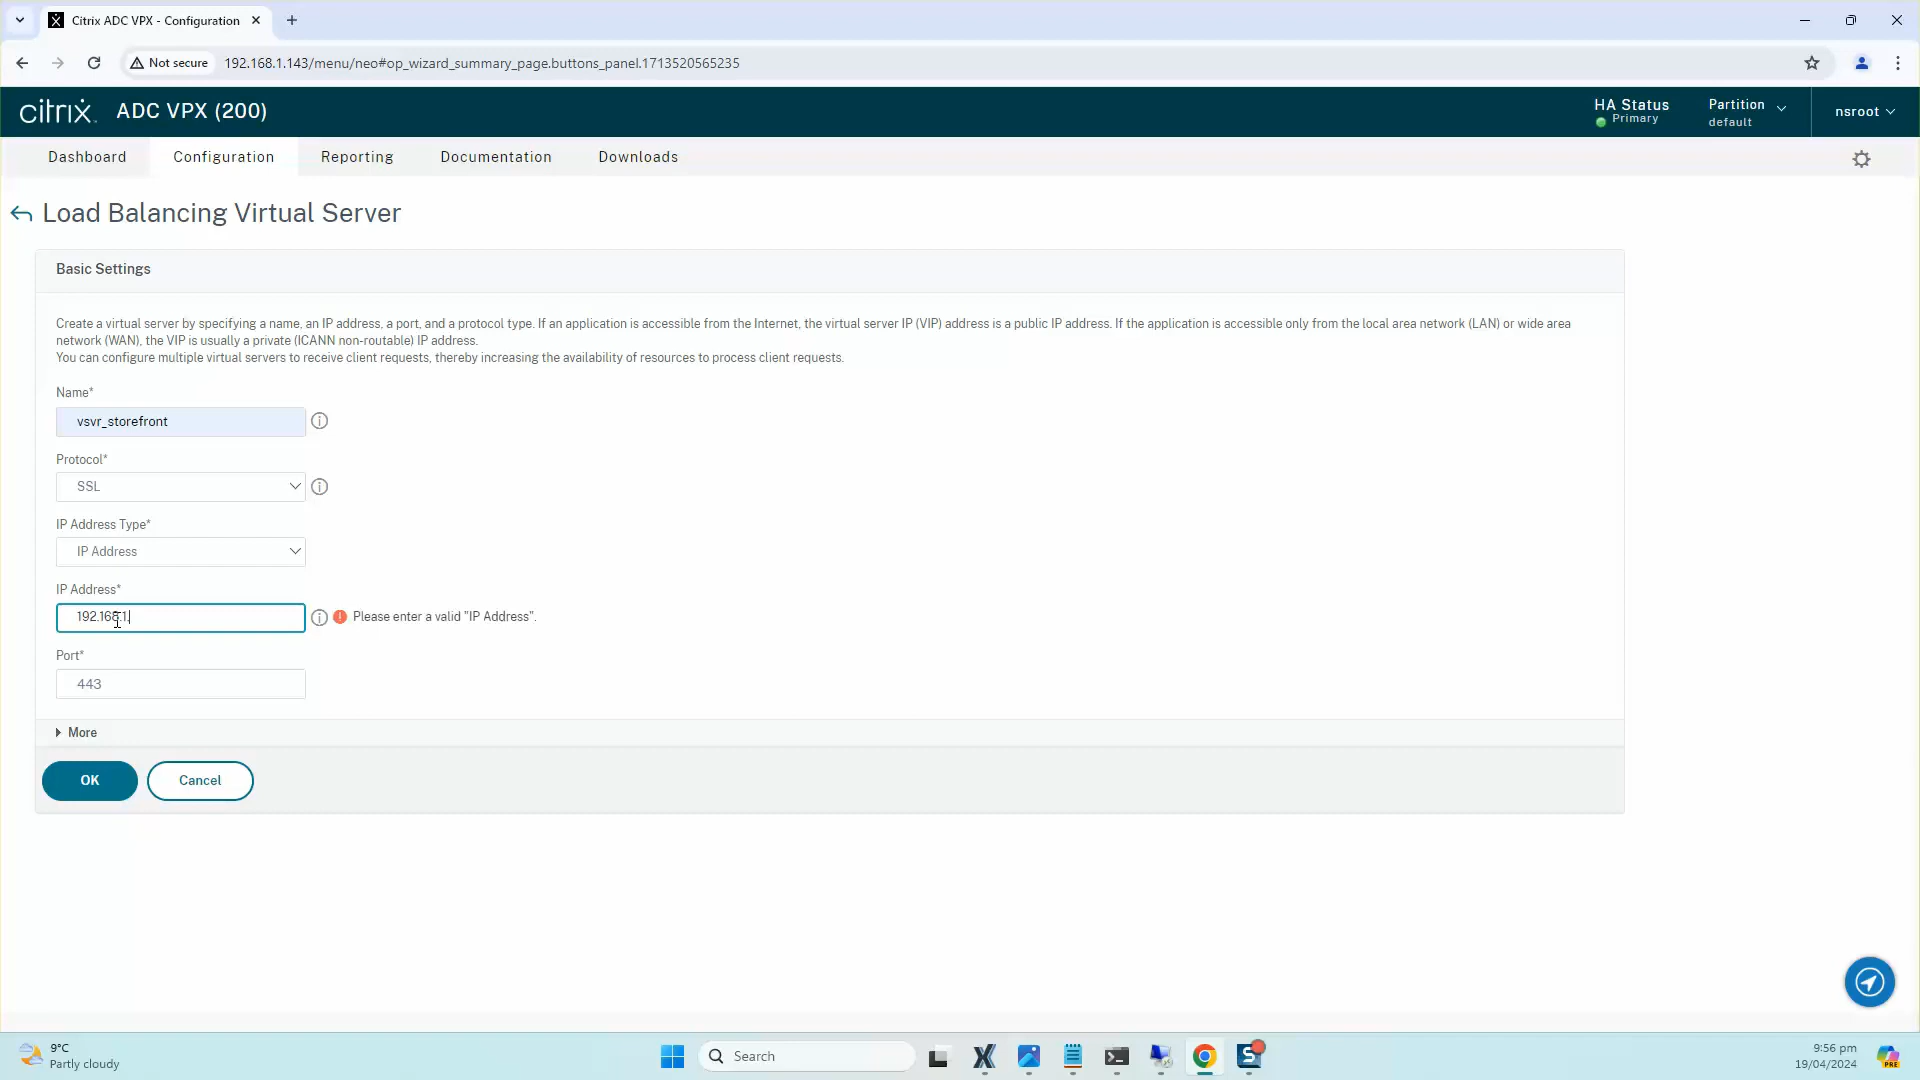 Citrix ADC VPX - Configuration
Not secure
192.168.1.143/menu/neo#op_wizard_summary_page.buttons_panel.1713520565235
citrix. ADC VPX (200)
HA Status
Primary
Partition
default
nsroot
Dashboard
Configuration
Reporting
Documentation
Downloads
Load Balancing Virtual Server
Basic Settings
Create a virtual server by specifying a name, an IP address, a port, and a protocol type. If an application is accessible from the Internet, the virtual server IP (VIP) address is a public IP address. If the application is accessible only from the local area network (LAN) or wide area
network (WAN), the VIP is usually a private (ICANN non-routable) IP address.
You can configure multiple virtual servers to receive client requests, thereby increasing the availability of resources to process client requests.
Name*
vsvr_storefront
Protocol*
SSL
IP Address Type*
IP Address
IP Address*
192.168.1.
Please enter a valid "IP Address".
Port*
443
More
OK
Cancel
9°C
Partly cloudy
Search
9:56 pm
19/04/2024
PRE